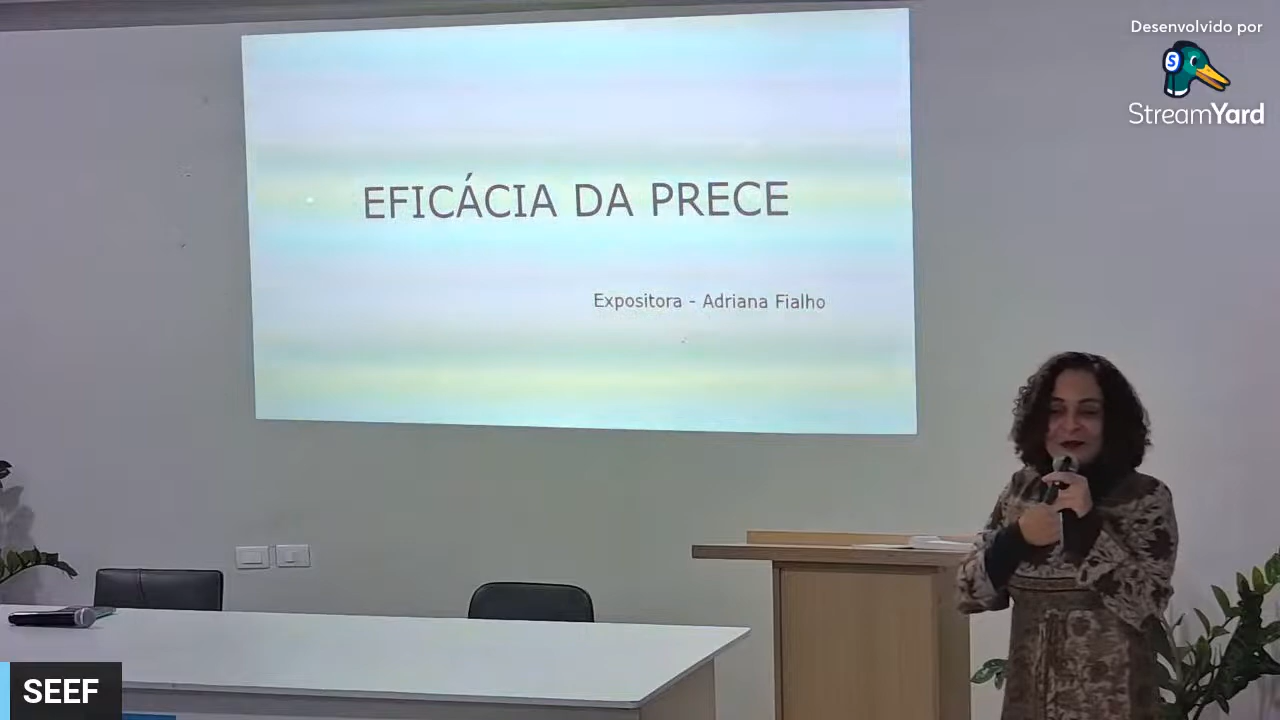 Desenvolvido por
StreamYard
EFICÁCIA DA PRECE
Expositora - Adriana Fialho
SEEF